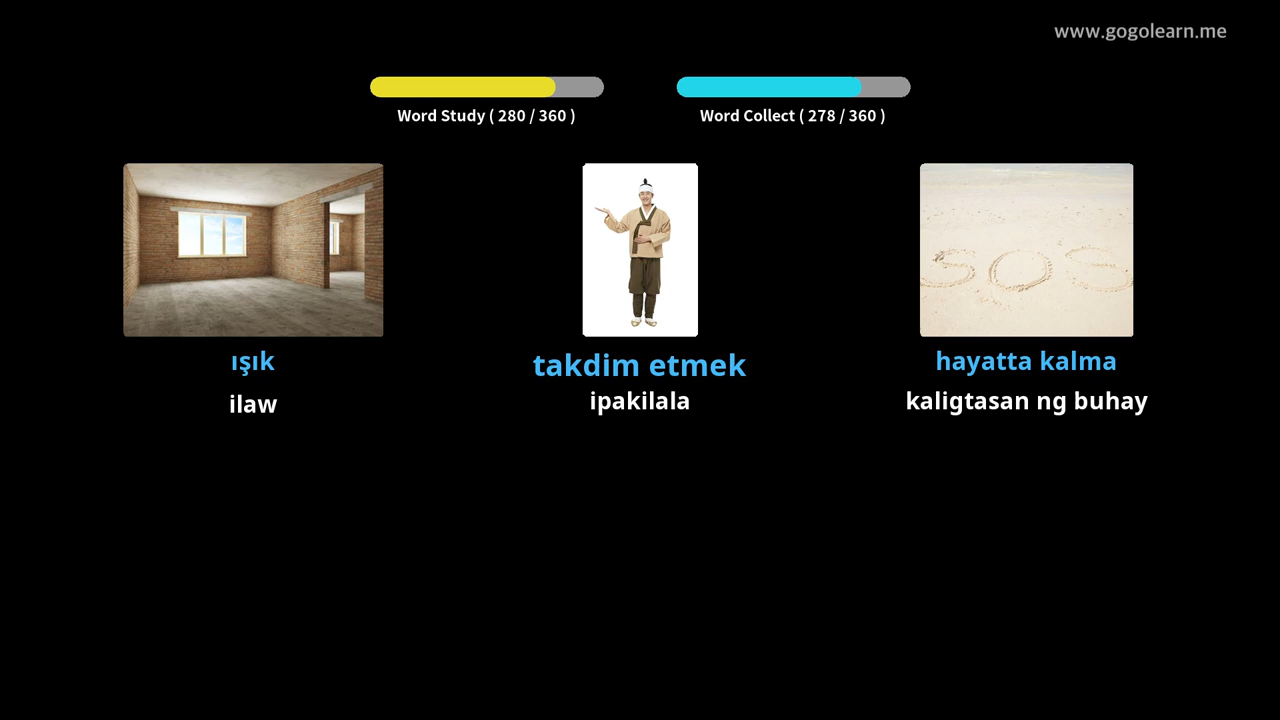 www.gogolearn.me
Word Study ( 280 / 360 )
Word Collect ( 278 / 360 )
SOS
ışık
ilaw
takdim etmek
ipakilala
hayatta kalma
kaligtasan ng buhay